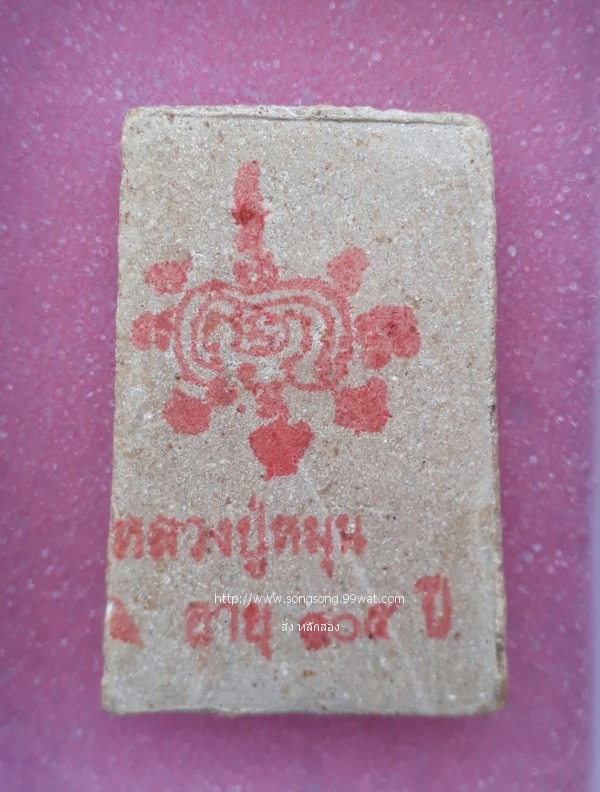 หลวงปู่หมุน
http://www.songsong.99wat.com
อายุ ๑๐๕ ปี
ส่ง หลักสอง